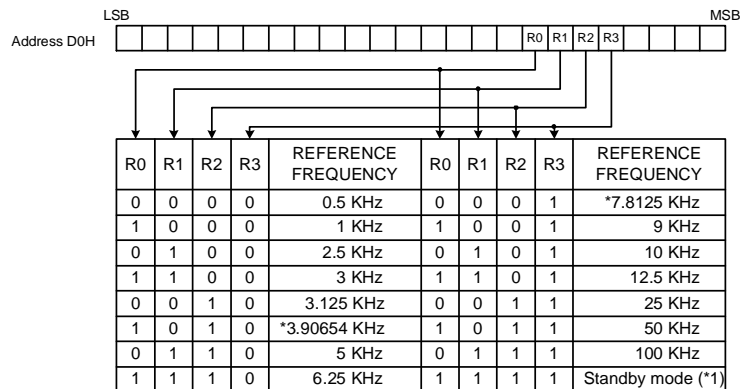 LSB MSB
Address D0H R0 R1 R2 R3
R0 R1 R2 R3 REFERENCE FREQUENCY R0 R1 R2 R3 REFERENCE FREQUENCY
0 0 0 0 0.5 KHz 0 0 0 1 *7.8125 KHz
1 0 0 0 1 KHz 1 0 0 1 9 KHz
0 1 0 0 2.5 KHz 0 1 0 1 10 KHz
1 1 0 0 3 KHz 1 1 0 1 12.5 KHz
0 0 1 0 3.125 KHz 0 0 1 1 25 KHz
1 0 1 0 *3.90654 KHz 1 0 1 1 50 KHz
0 1 1 0 5 KHz 0 1 1 1 100 KHz
1 1 1 0 6.25 KHz 1 1 1 1 Standby mode (*1)